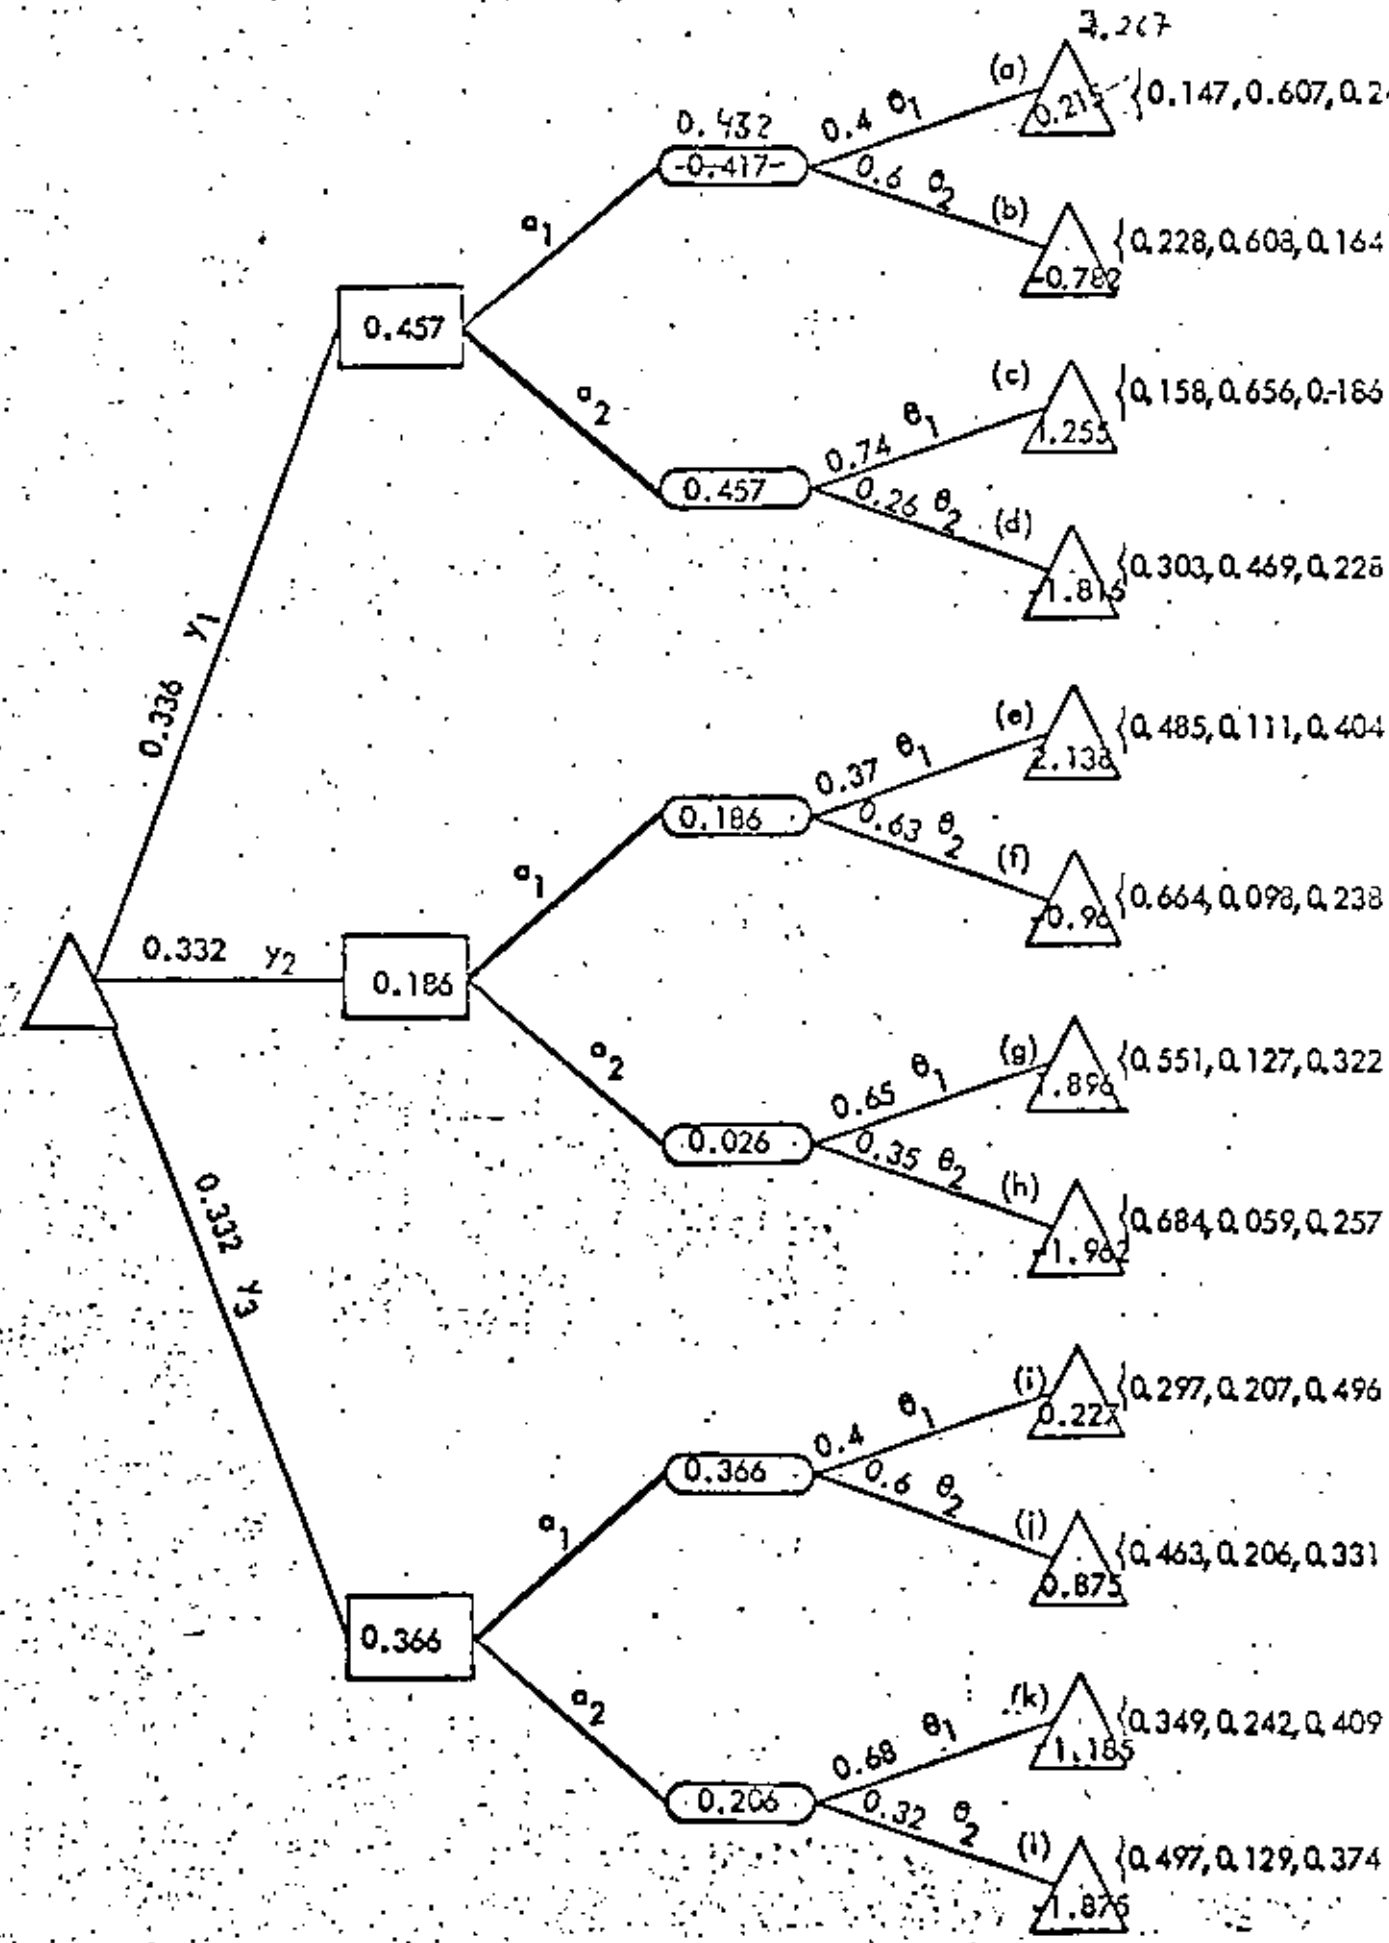 (a) 0.4 θ1 0.215 {0.147,0.607,0.2
0.432
-0.417-
0.6 θ2 (b) -0.782 {0.228,0.608,0.164
a1
0.457
a2
(c) 0.74 θ1 1.255 {0.158,0.656,0.186
0.457
0.26 θ2 (d) -1.816 {0.303,0.469,0.228
0.336 y1
(e) 0.37 θ1 2.138 {0.485,0.111,0.404
0.186
0.63 θ2 (f) -0.96 {0.664,0.098,0.238
a1
0.332 y2
0.186
a2
(g) 0.65 θ1 1.896 {0.551,0.127,0.322
0.026
0.35 θ2 (h) -1.962 {0.684,0.059,0.257
0.332 y3
(i) 0.4 θ1 0.227 {0.297,0.207,0.496
0.366
0.6 θ2 (j) 0.875 {0.463,0.206,0.331
a1
0.366
a2
(k) 0.68 θ1 1.185 {0.349,0.242,0.409
0.206
0.32 θ2 (l) -1.876 {0.497,0.129,0.374